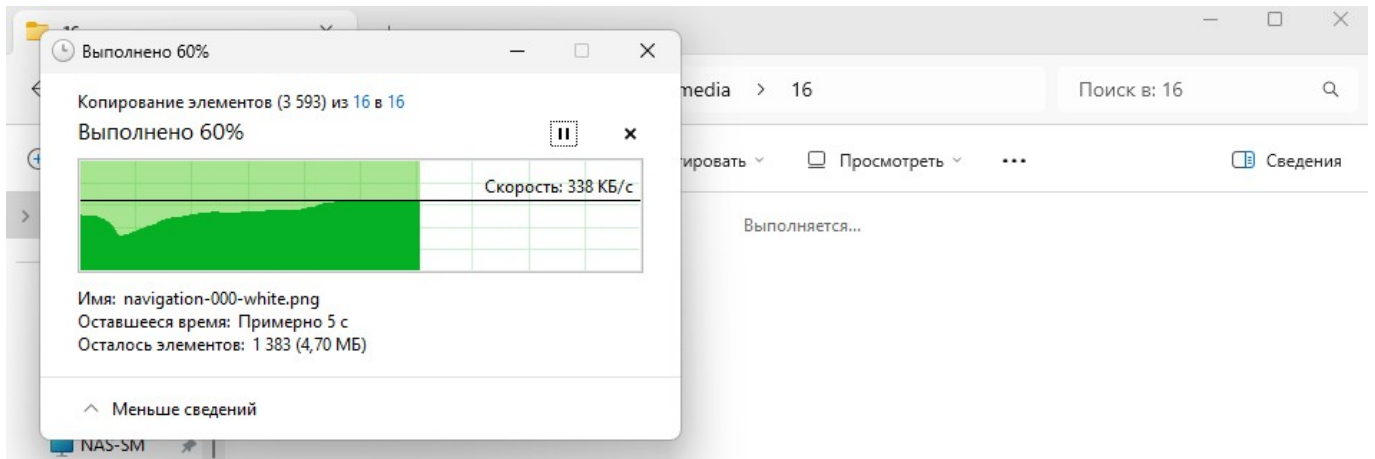 Выполнено 60%
Копирование элементов (3 593) из 16 в 16
Выполнено 60%
Скорость: 338 КБ/с
Имя: navigation-000-white.png
Оставшееся время: Примерно 5 с
Осталось элементов: 1 383 (4,70 МБ)
Меньше сведений
NAS-SM
media > 16
Поиск в: 16
Просмотреть
Сведения
Выполняется...